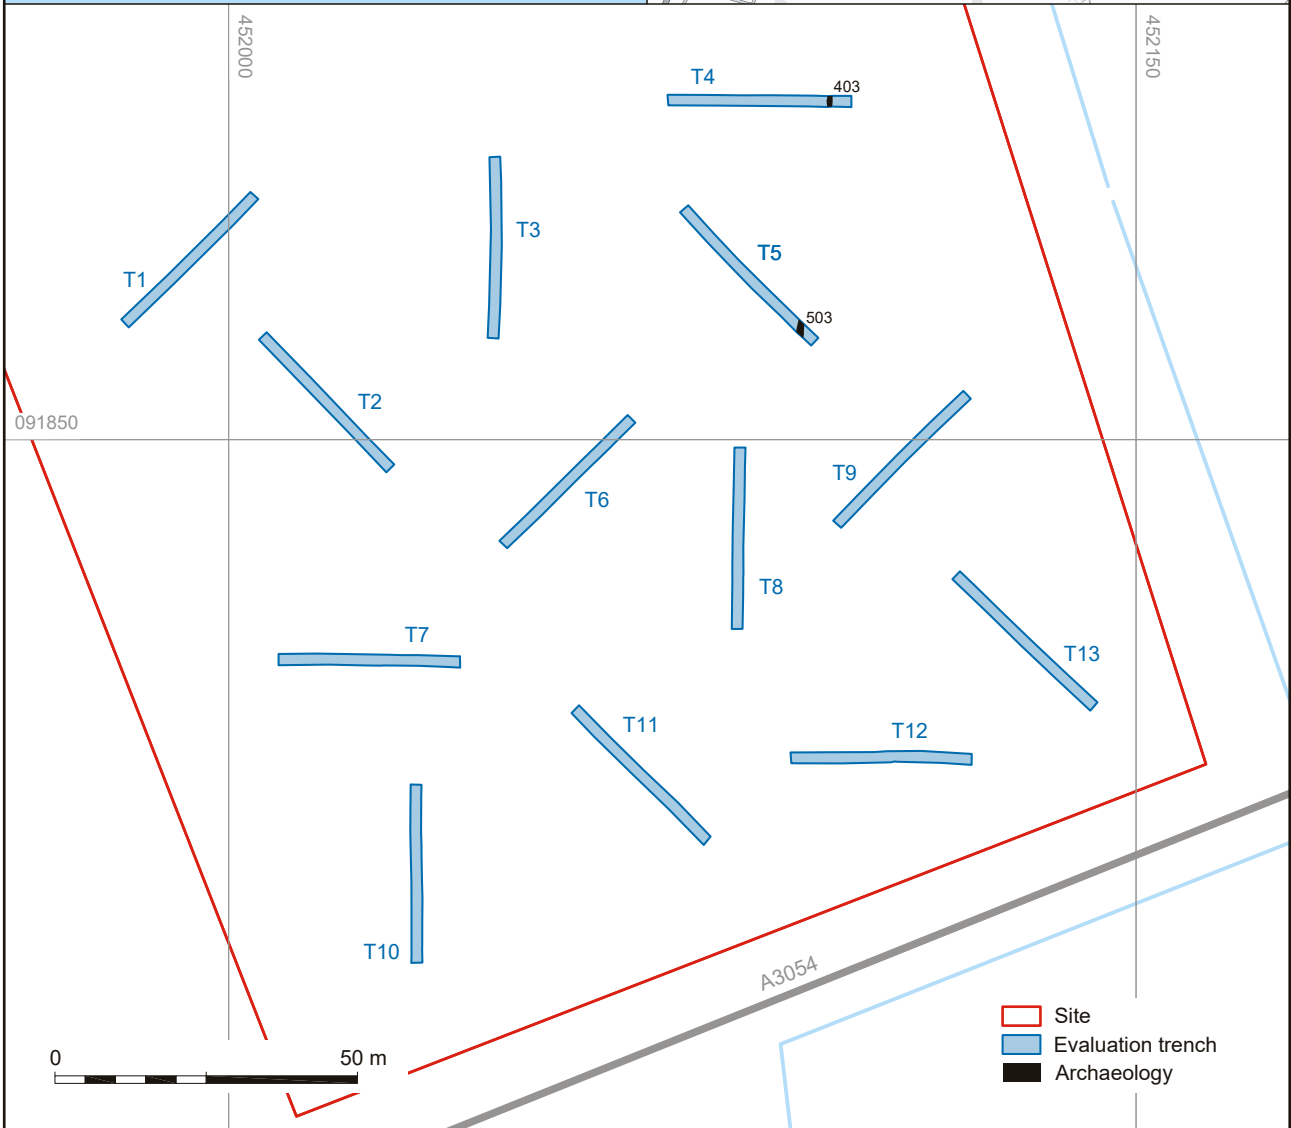 452000
452150
T4
403
T3
T1
T5
503
T2
091850
T9
T6
T8
T7
T13
T11
T12
T10
A3054
Site
0
50 m
Evaluation trench
Archaeology